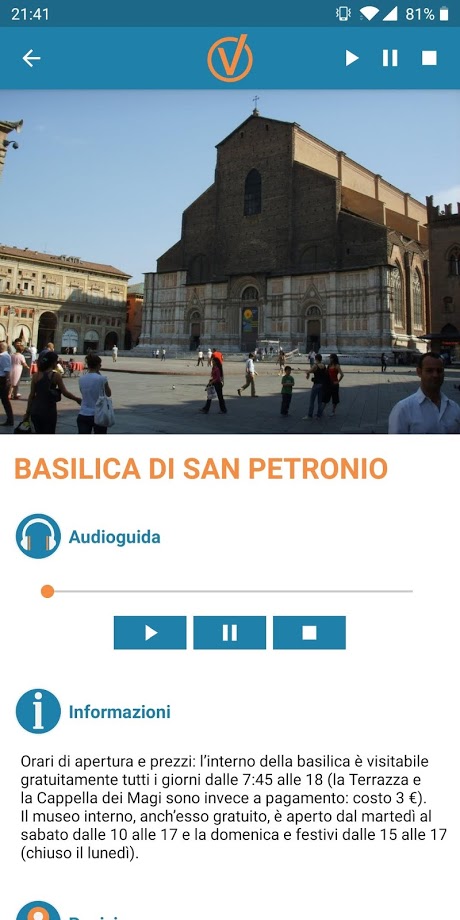 21:41
81%
BASILICA DI SAN PETRONIO
Audioguida
Informazioni
Orari di apertura e prezzi: l’interno della basilica è visitabile
gratuitamente tutti i giorni dalle 7:45 alle 18 (la Terrazza e
la Cappella dei Magi sono invece a pagamento: costo 3 €).
Il museo interno, anch’esso gratuito, è aperto dal martedì al
sabato dalle 10 alle 17 e la domenica e festivi dalle 15 alle 17
(chiuso il lunedì).